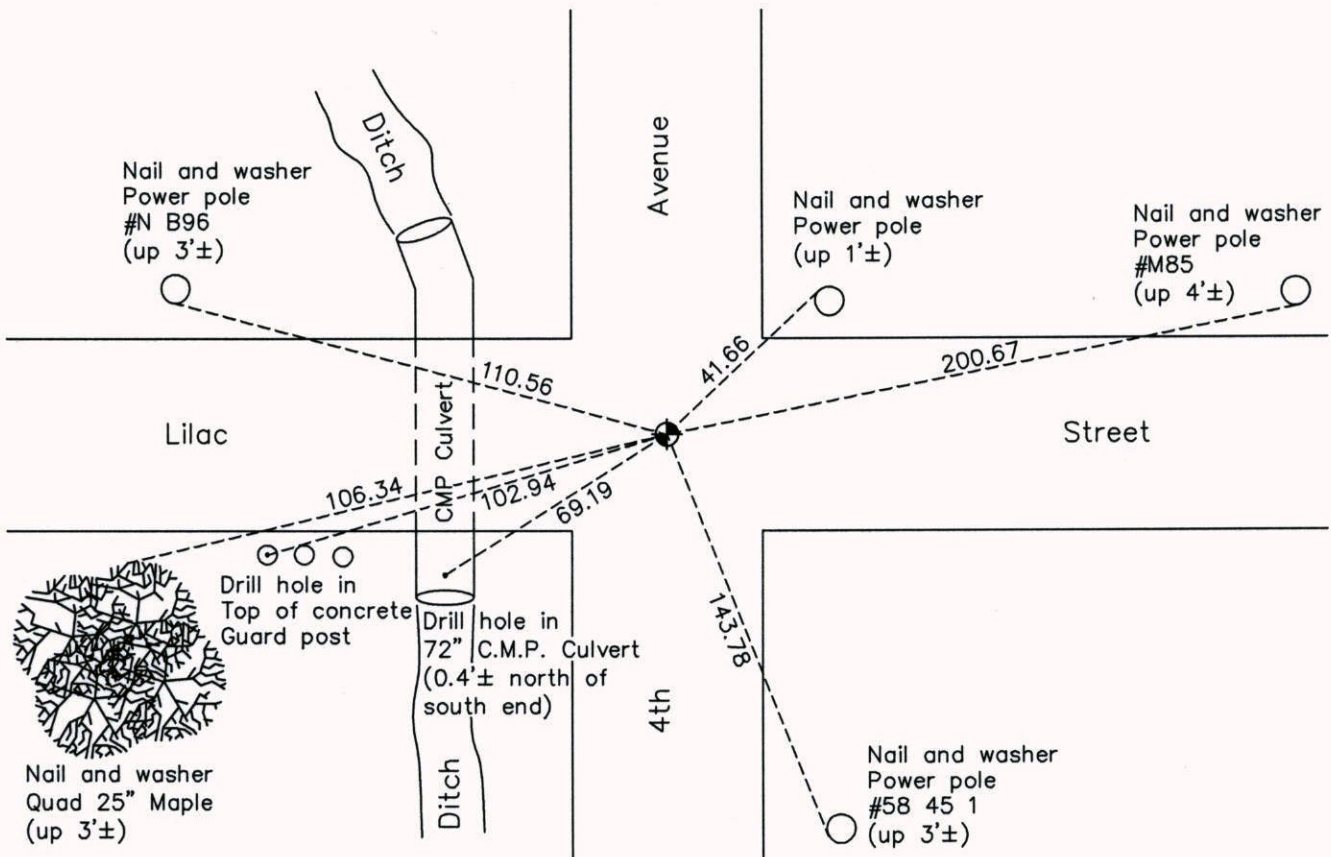 Ditch
Avenue
Nail and washer
Power pole
#N B96
(up 3'±)
Nail and washer
Power pole
(up 1'±)
Nail and washer
Power pole
#M85
(up 4'±)
110.56
41.66
200.67
Lilac
CMP Culvert
Street
106.34
102.94
69.19
143.78
Drill hole in
Top of concrete
Guard post
Drill hole in
72" C.M.P. Culvert
(0.4'± north of
south end)
4th
Ditch
Nail and washer
Quad 25" Maple
(up 3'±)
Nail and washer
Power pole
#58 45 1
(up 3'±)